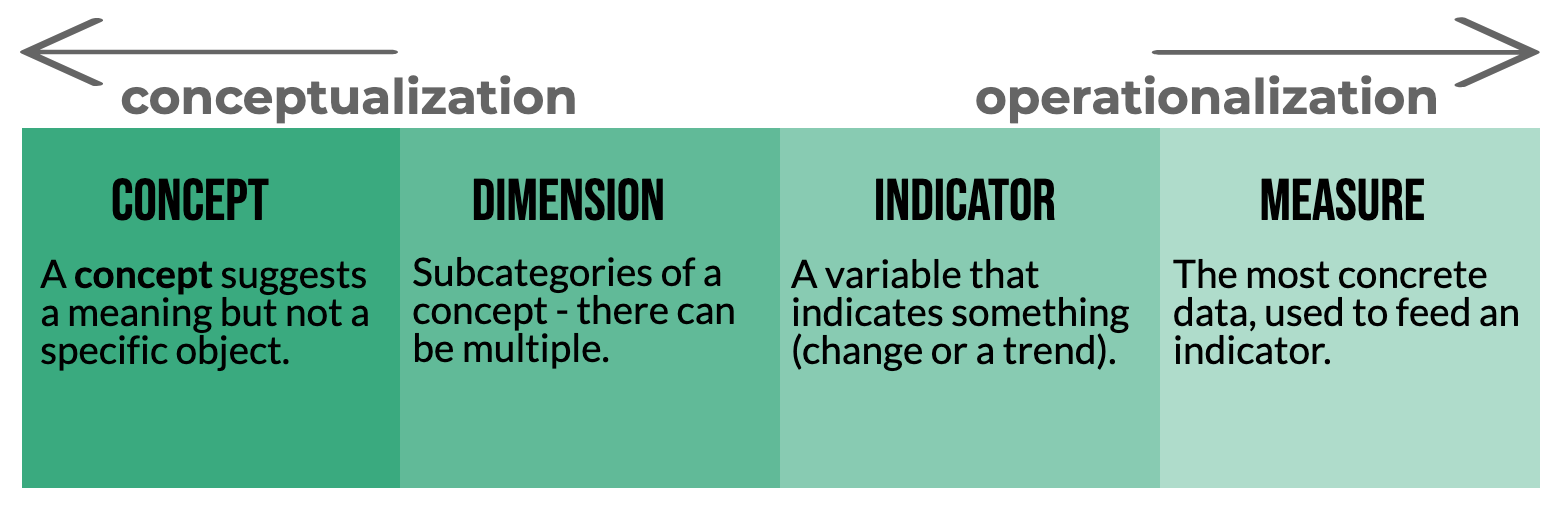 conceptualization
operationalization
CONCEPT
A concept suggests
a meaning but not a
specific object.
DIMENSION
Subcategories of a
concept - there can
be multiple.
INDICATOR
A variable that
indicates something
(change or a trend).
MEASURE
The most concrete
data, used to feed an
indicator.